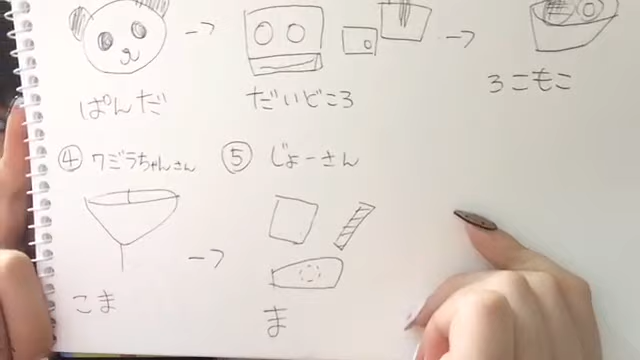 ぱんだ
だいどころ
ろこもこ
④ クジラちゃんさん
⑤ じょーさん
こま
ま